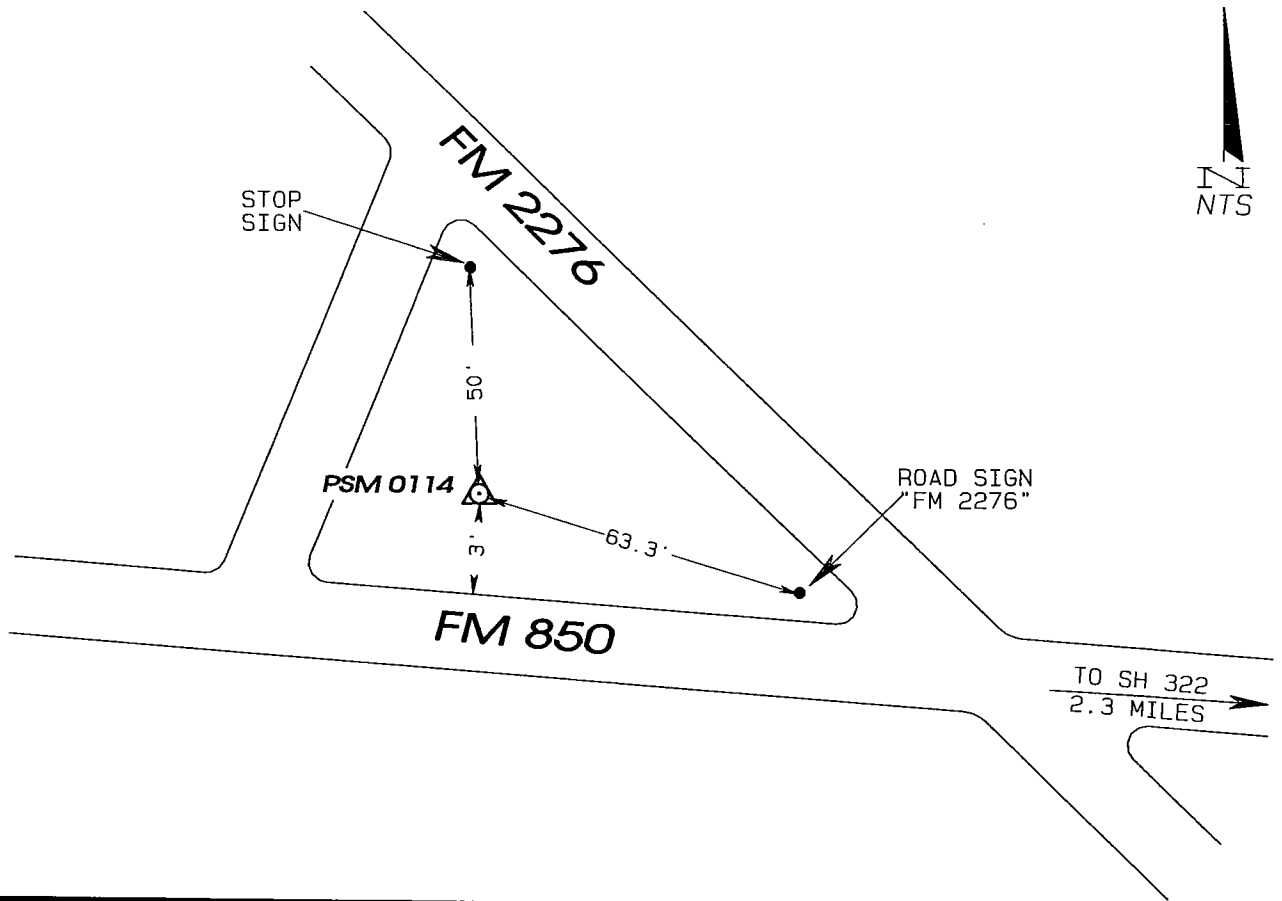 FM 2276
N
NTS
STOP
SIGN
50'
PSM 0114
ROAD SIGN
"FM 2276"
63.3'
3'
FM 850
TO SH 322
2.3 MILES